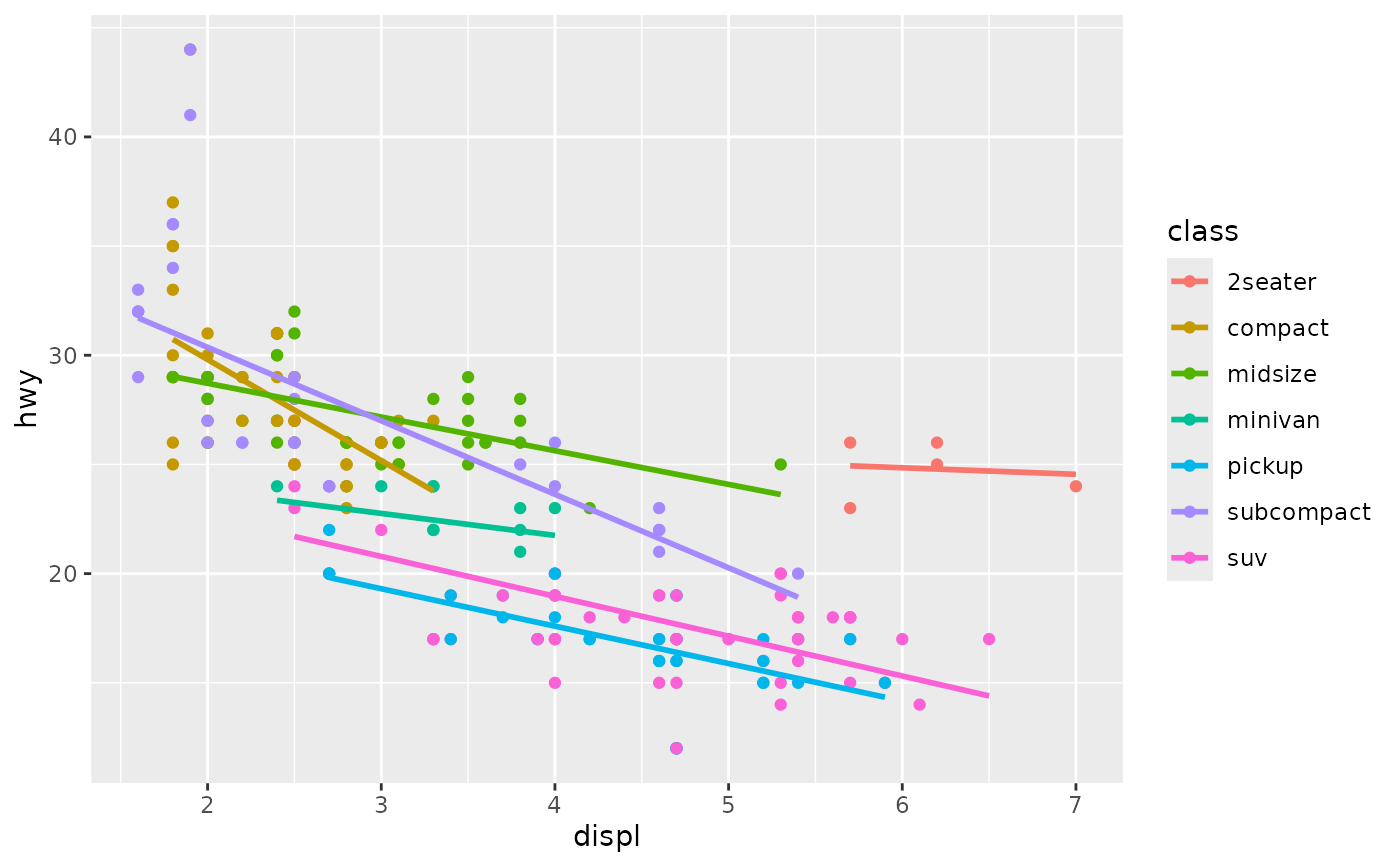 40
30
20
hwy
2 3 4 5 6 7
displ
class
2seater
compact
midsize
minivan
pickup
subcompact
suv